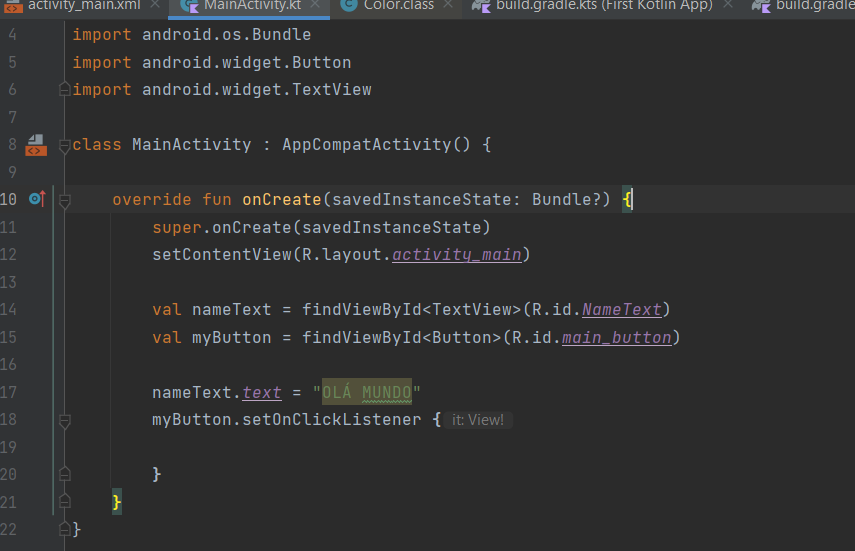 activity_main.xml MainActivity.kt Color.class build.gradle.kts (First Kotlin App) build.gradle
4 import android.os.Bundle
5 import android.widget.Button
6 import android.widget.TextView
7
8 class MainActivity : AppCompatActivity() {
9
10 override fun onCreate(savedInstanceState: Bundle?) {
11 super.onCreate(savedInstanceState)
12 setContentView(R.layout.activity_main)
13
14 val nameText = findViewById<TextView>(R.id.NameText)
15 val myButton = findViewById<Button>(R.id.main_button)
16
17 nameText.text = "OLÁ MUNDO"
18 myButton.setOnClickListener { it: View!
19
20 }
21 }
22 }